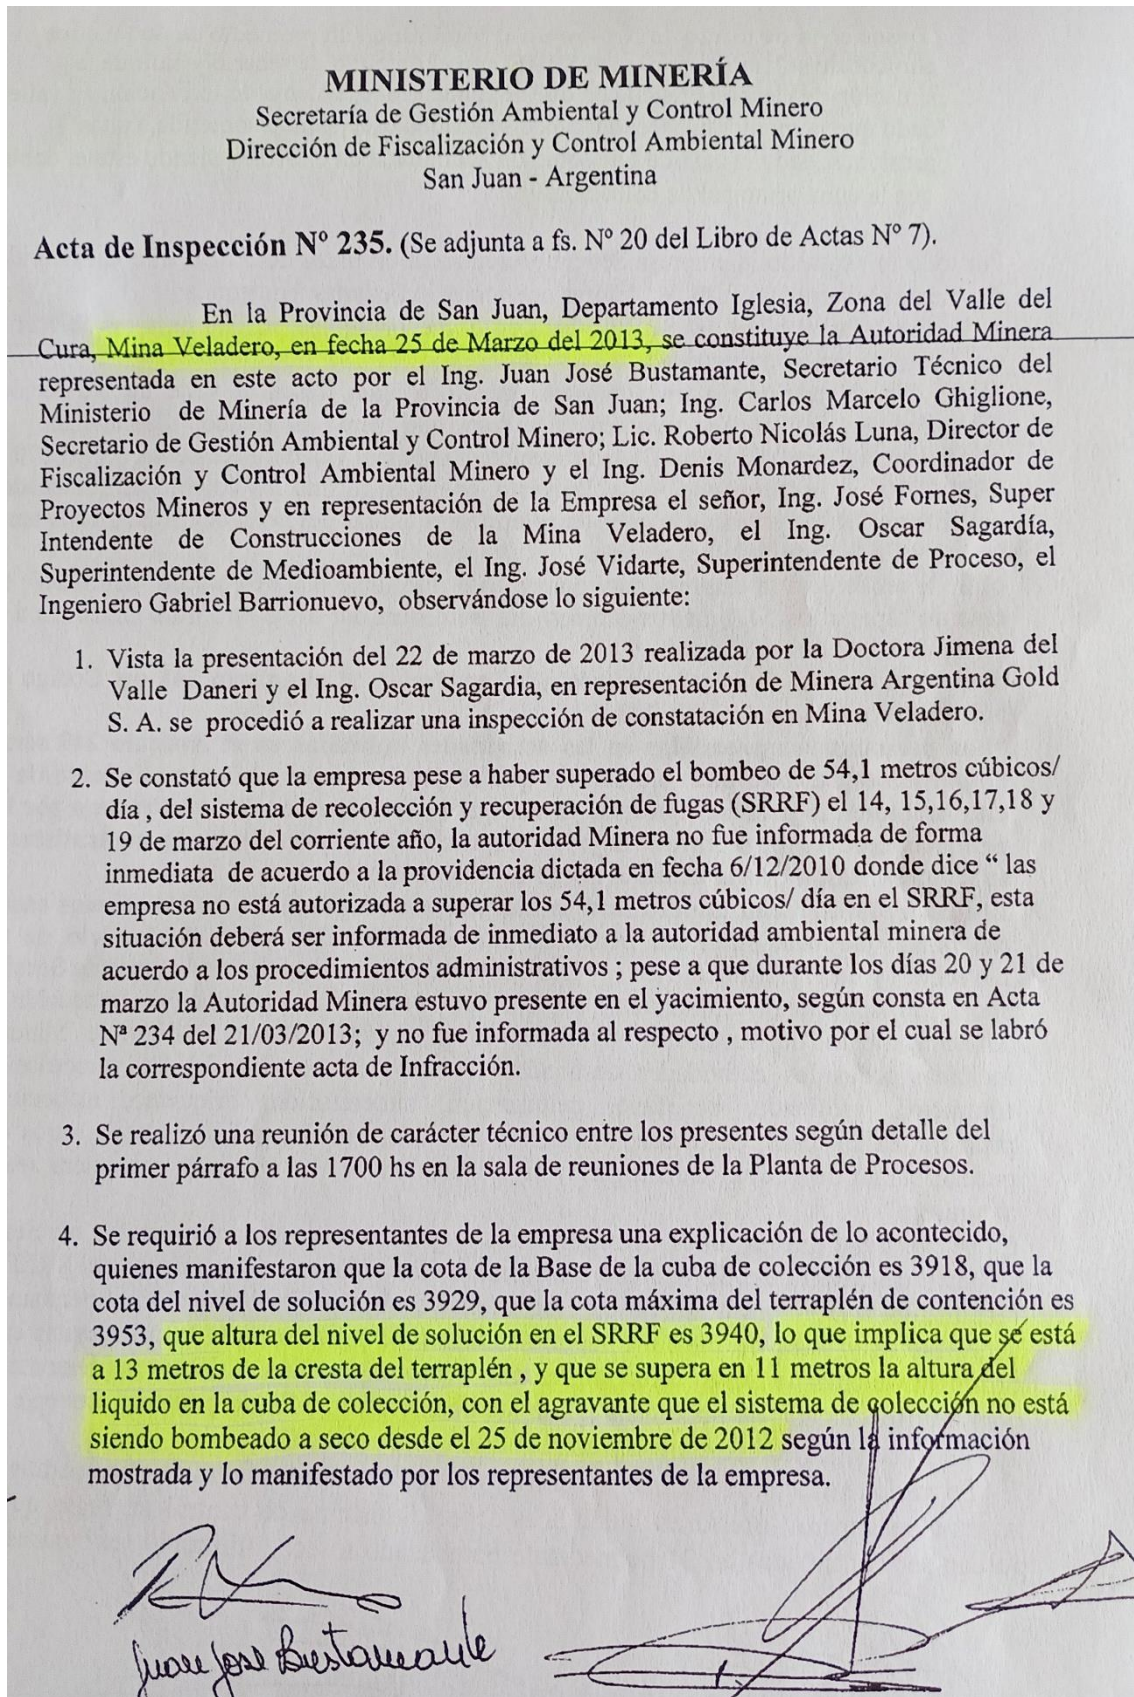 MINISTERIO DE MINERÍA
Secretaría de Gestión Ambiental y Control Minero
Dirección de Fiscalización y Control Ambiental Minero
San Juan - Argentina
Acta de Inspección Nº 235. (Se adjunta a fs. Nº 20 del Libro de Actas Nº 7).
En la Provincia de San Juan, Departamento Iglesia, Zona del Valle del
Cura, Mina Veladero, en fecha 25 de Marzo del 2013, se constituye la Autoridad Minera
representada en este acto por el Ing. Juan José Bustamante, Secretario Técnico del
Ministerio de Minería de la Provincia de San Juan; Ing. Carlos Marcelo Ghiglione,
Secretario de Gestión Ambiental y Control Minero; Lic. Roberto Nicolás Luna, Director de
Fiscalización y Control Ambiental Minero y el Ing. Denis Monardez, Coordinador de
Proyectos Mineros y en representación de la Empresa el señor, Ing. José Fornes, Super
Intendente de Construcciones de la Mina Veladero, el Ing. Oscar Sagardía,
Superintendente de Medioambiente, el Ing. José Vidarte, Superintendente de Proceso, el
Ingeniero Gabriel Barrionuevo, observándose lo siguiente:
1. Vista la presentación del 22 de marzo de 2013 realizada por la Doctora Jimena del
Valle Daneri y el Ing. Oscar Sagardia, en representación de Minera Argentina Gold
S. A. se procedió a realizar una inspección de constatación en Mina Veladero.
2. Se constató que la empresa pese a haber superado el bombeo de 54,1 metros cúbicos/
día , del sistema de recolección y recuperación de fugas (SRRF) el 14, 15,16,17,18 y
19 de marzo del corriente año, la autoridad Minera no fue informada de forma
inmediata de acuerdo a la providencia dictada en fecha 6/12/2010 donde dice “ las
empresa no está autorizada a superar los 54,1 metros cúbicos/ día en el SRRF, esta
situación deberá ser informada de inmediato a la autoridad ambiental minera de
acuerdo a los procedimientos administrativos ; pese a que durante los días 20 y 21 de
marzo la Autoridad Minera estuvo presente en el yacimiento, según consta en Acta
Nª 234 del 21/03/2013; y no fue informada al respecto , motivo por el cual se labró
la correspondiente acta de Infracción.
3. Se realizó una reunión de carácter técnico entre los presentes según detalle del
primer párrafo a las 1700 hs en la sala de reuniones de la Planta de Procesos.
4. Se requirió a los representantes de la empresa una explicación de lo acontecido,
quienes manifestaron que la cota de la Base de la cuba de colección es 3918, que la
cota del nivel de solución es 3929, que la cota máxima del terraplén de contención es
3953, que altura del nivel de solución en el SRRF es 3940, lo que implica que se está
a 13 metros de la cresta del terraplén , y que se supera en 11 metros la altura del
liquido en la cuba de colección, con el agravante que el sistema de colección no está
siendo bombeado a seco desde el 25 de noviembre de 2012 según la información
mostrada y lo manifestado por los representantes de la empresa.
Juan José Bustamante